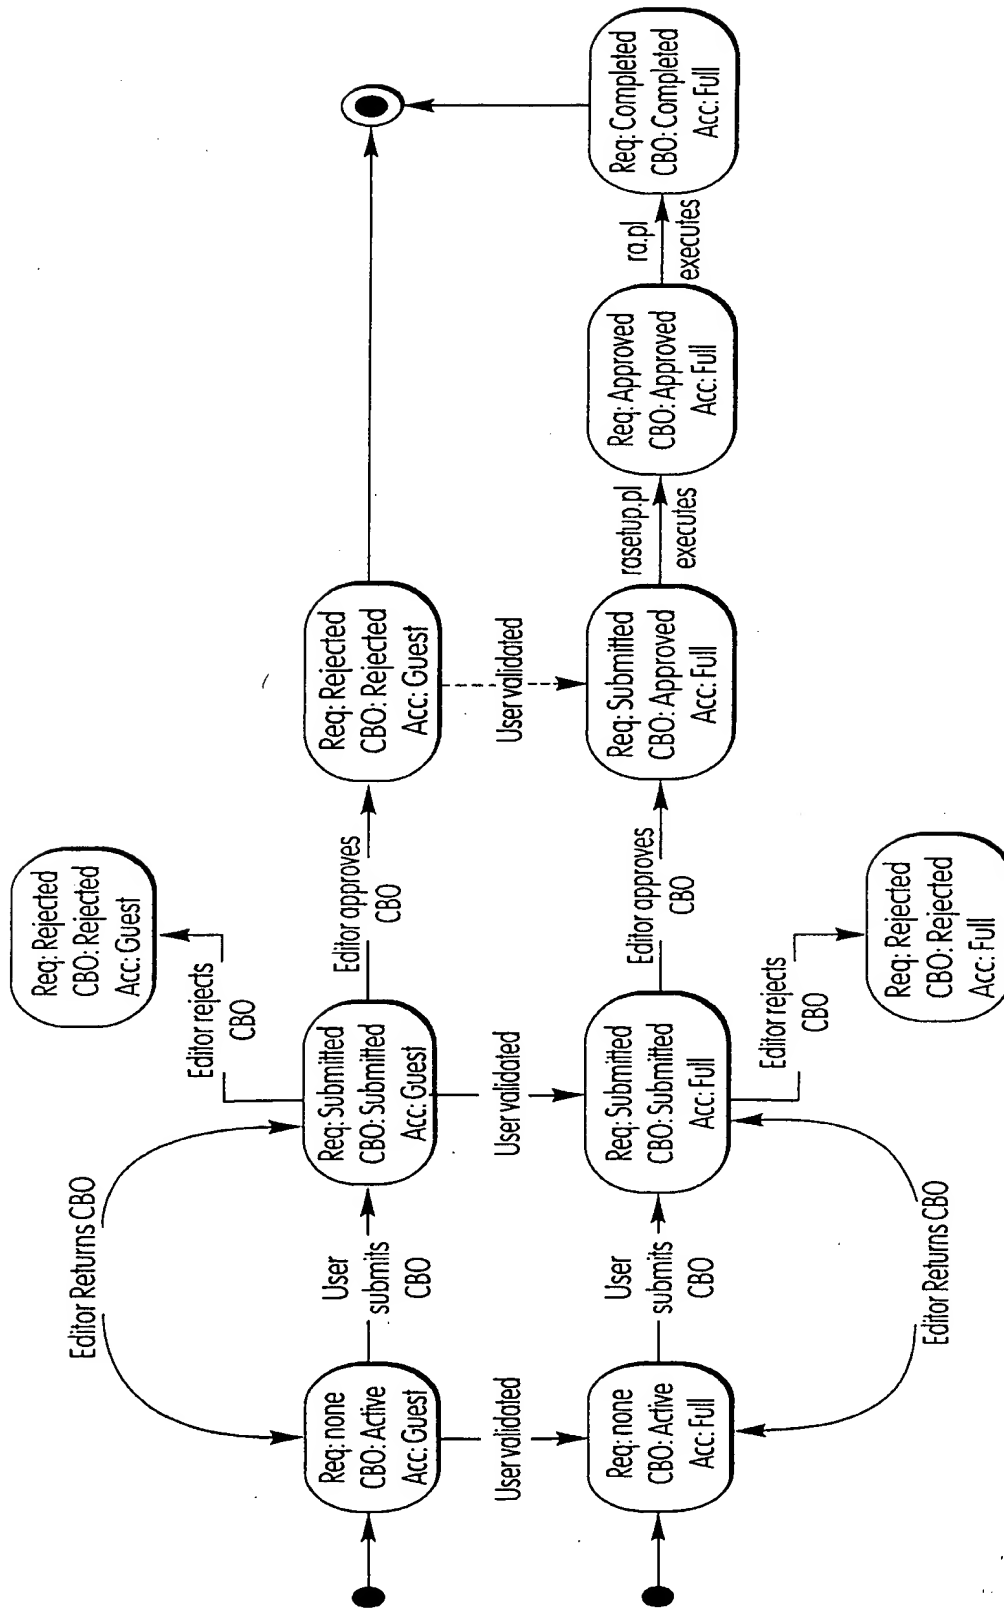 Editor Returns CBO
Editor rejects
CBO
Req: Rejected
CBO: Rejected
Acc: Guest
Req: none
CBO: Active
Acc: Guest
User
submits
CBO
Req: Submitted
CBO: Submitted
Acc: Guest
Editor approves
CBO
Req: Rejected
CBO: Rejected
Acc: Guest
User validated
User validated
User validated
Req: none
CBO: Active
Acc: Full
User
submits
CBO
Req: Submitted
CBO: Submitted
Acc: Full
Editor approves
CBO
Req: Submitted
CBO: Approved
Acc: Full
rasetup.pl
executes
Req: Approved
CBO: Approved
Acc: Full
ra.pl
executes
Req: Completed
CBO: Completed
Acc: Full
Editor Returns CBO
Editor rejects
CBO
Req: Rejected
CBO: Rejected
Acc: Full